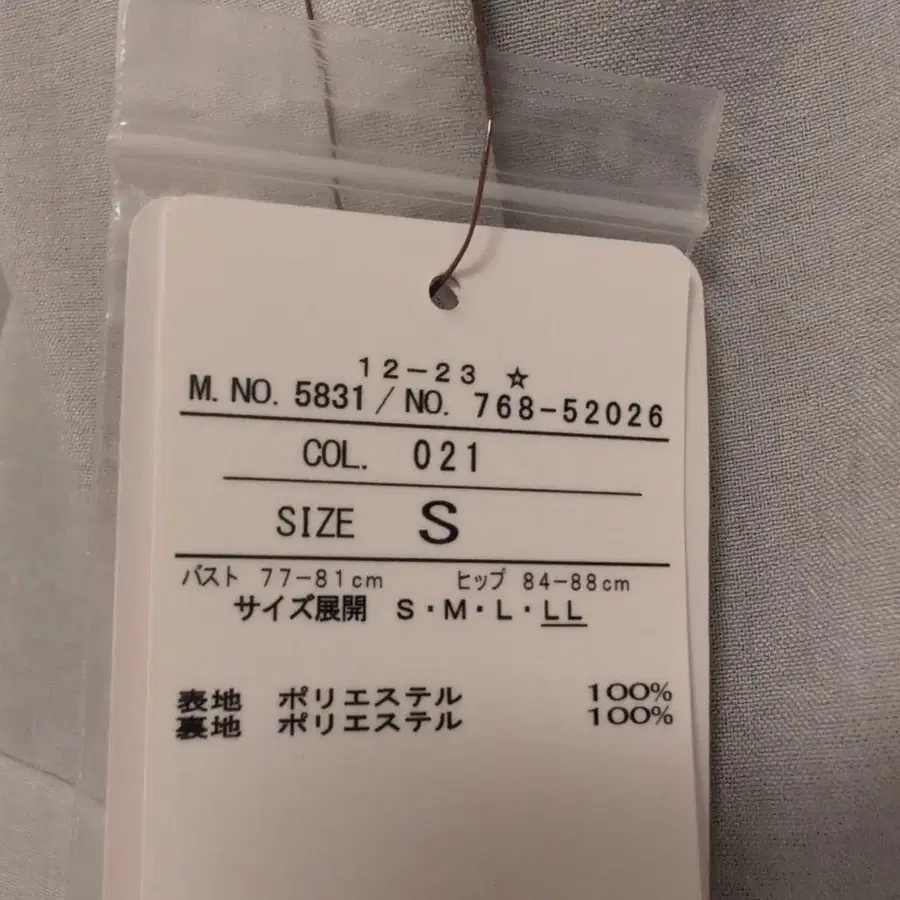 12-23 ☆
M. NO. 5831 / NO. 768-52026
COL. 021
SIZE S
バスト 77-81cm ヒップ 84-88cm
サイズ展開 S・M・L・LL
表地 ポリエステル 100%
裏地 ポリエステル 100%